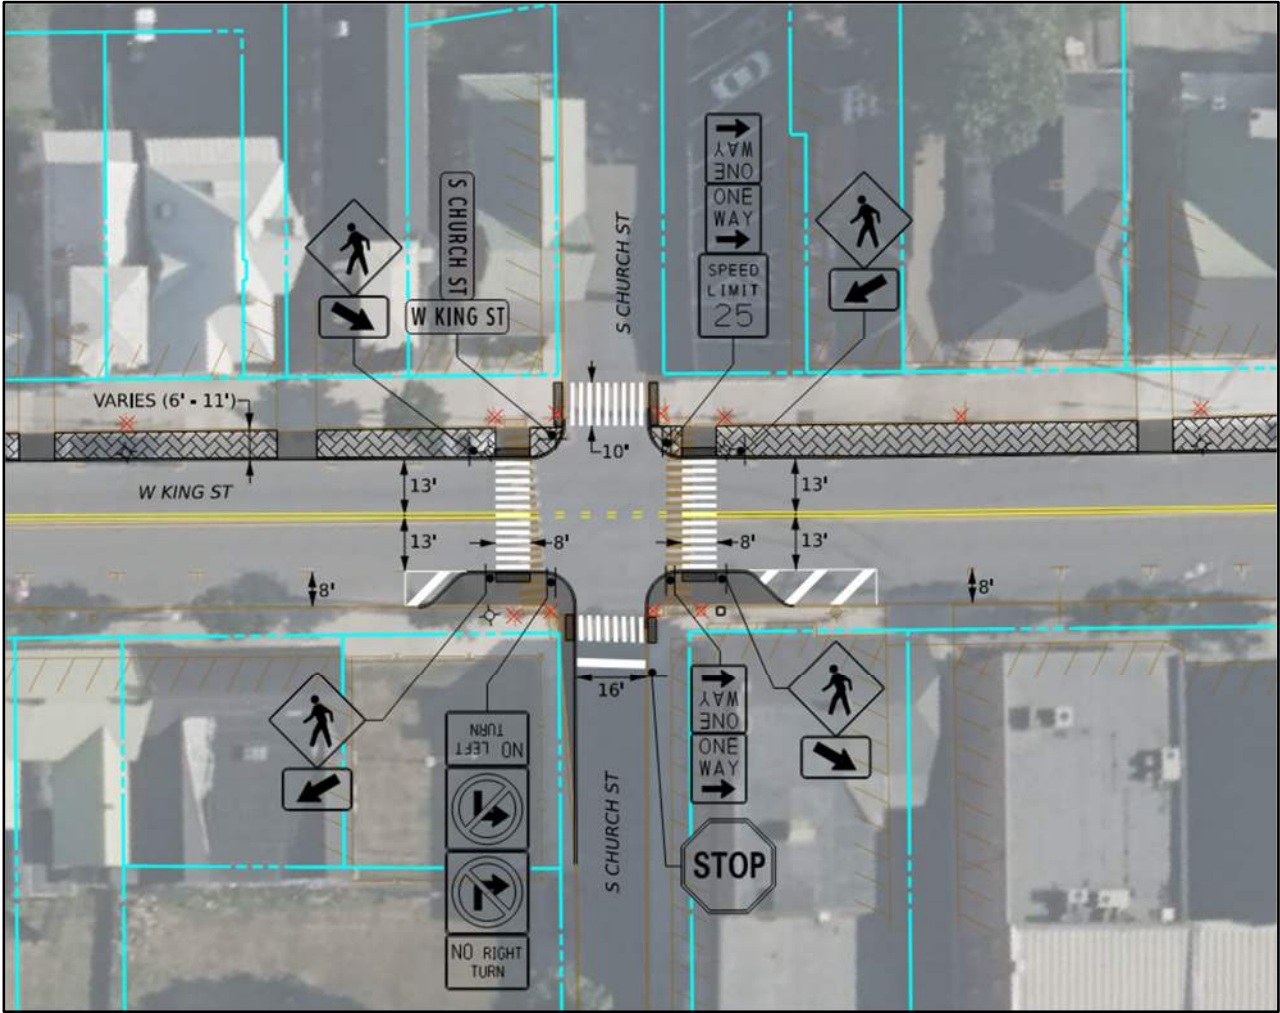 ONE
WAY
ONE
WAY
SPEED
LIMIT
25
S CHURCH ST
W KING ST
S CHURCH ST
VARIES (6' - 11')
10'
W KING ST
13'
13'
13'
13'
8'
8'
8'
8'
16'
NO LEFT
TURN
NO RIGHT
TURN
ONE
WAY
ONE
WAY
S CHURCH ST
STOP